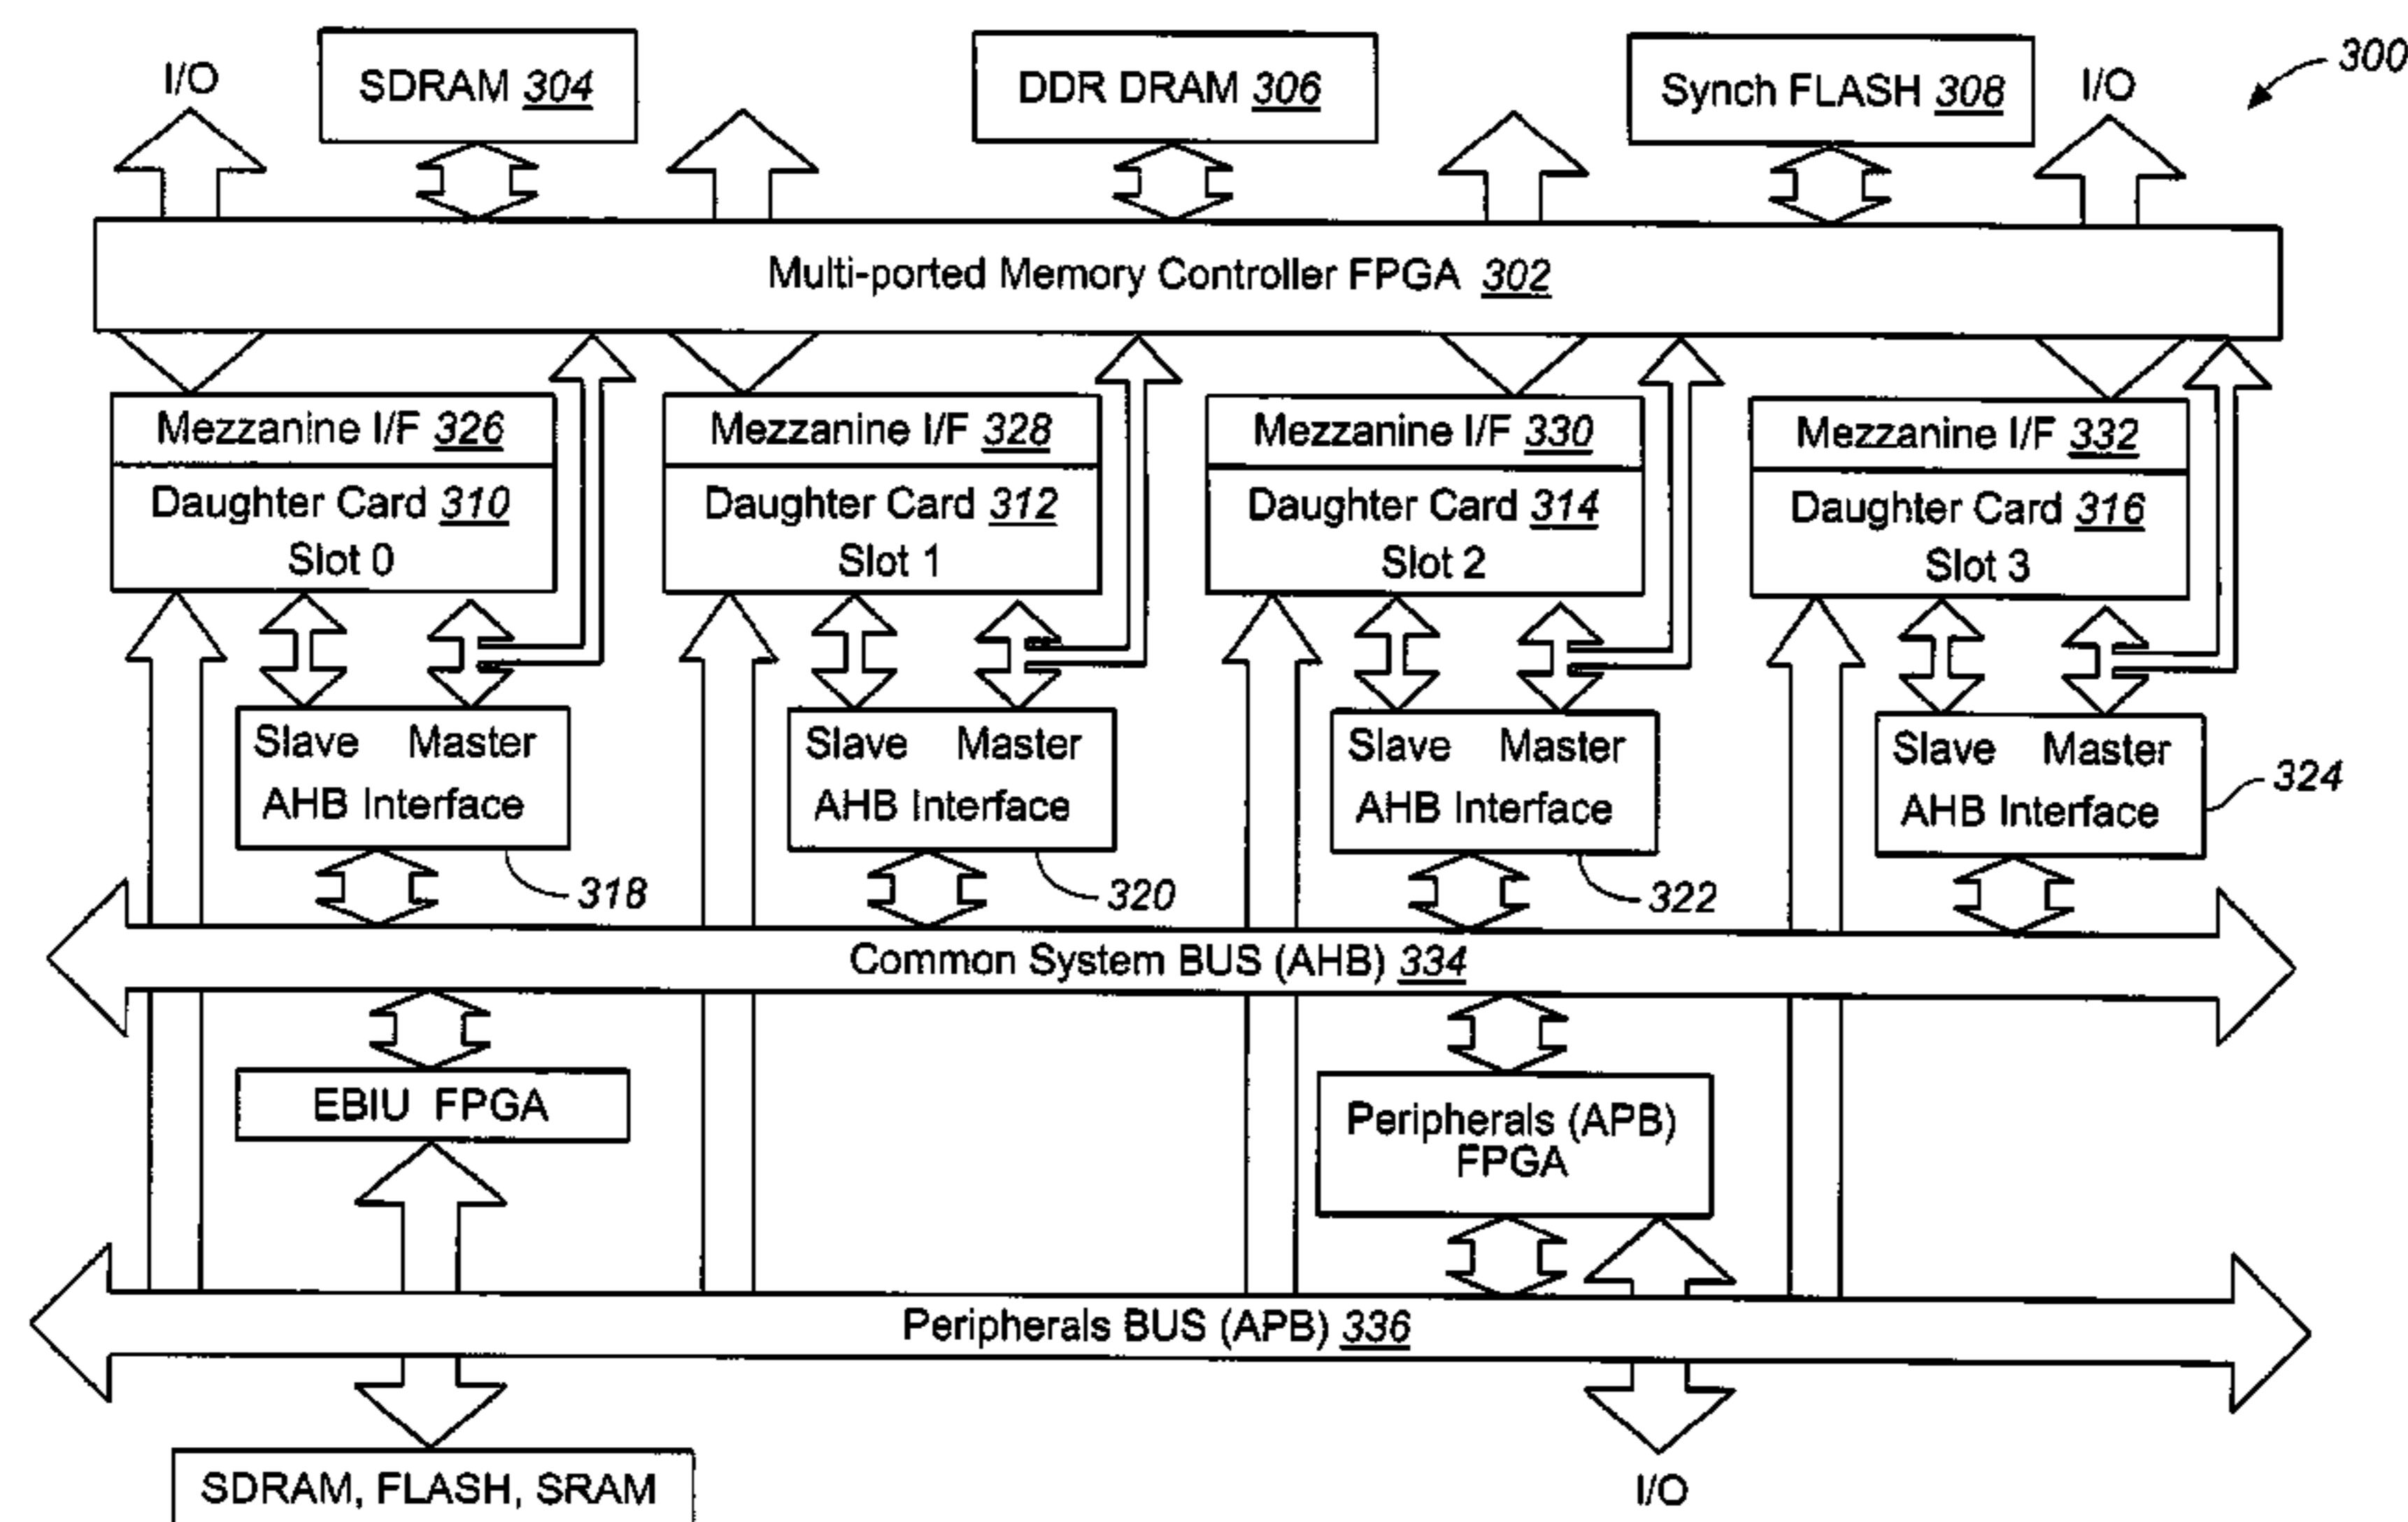 I/O
SDRAM 304
DDR DRAM 306
Synch FLASH 308
I/O
300
Multi-ported Memory Controller FPGA 302
Mezzanine I/F 326
Mezzanine I/F 328
Mezzanine I/F 330
Mezzanine I/F 332
Daughter Card 310
Slot 0
Daughter Card 312
Slot 1
Daughter Card 314
Slot 2
Daughter Card 316
Slot 3
Slave Master
AHB Interface
318
Slave Master
AHB Interface
320
Slave Master
AHB Interface
322
Slave Master
AHB Interface
324
Common System BUS (AHB) 334
EBIU FPGA
Peripherals (APB)
FPGA
Peripherals BUS (APB) 336
SDRAM, FLASH, SRAM
I/O